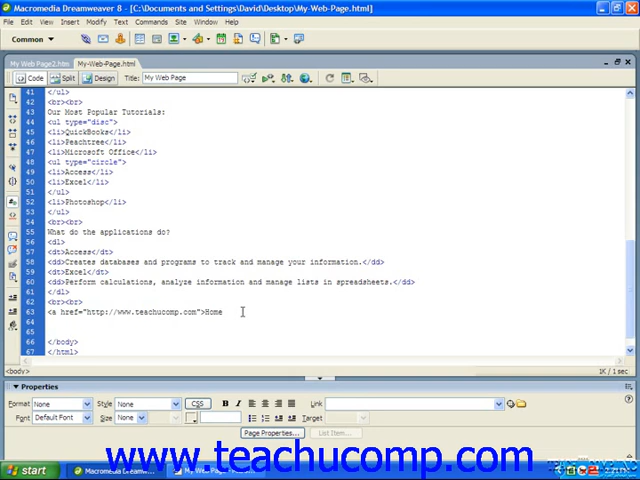 Macromedia Dreamweaver 8 - [C:\Documents and Settings\David\Desktop\My-Web-Page.html]
File Edit View Insert Modify Text Commands Site Window Help
Common
My Web Page2.htm My-Web-Page.html
Code Split Design Title: My Web Page
41 </ul>
42 <br><br>
43 Our Most Popular Tutorials:
44 <ul type="disc">
45 <li>QuickBooks</li>
46 <li>Peachtree</li>
47 <li>Microsoft Office</li>
48 <ul type="circle">
49 <li>Access</li>
50 <li>Excel</li>
51 </ul>
52 <li>Photoshop</li>
53 </ul>
54 <br><br>
55 What do the applications do?
56 <dl>
57 <dt>Access</dt>
58 <dd>Creates databases and programs to track and manage your information.</dd>
59 <dt>Excel</dt>
60 <dd>Perform calculations, analyze information and manage lists in spreadsheets.</dd>
61 </dl>
62 <br><br>
63 <a href="http://www.teachucomp.com">Home
64
65
66 </body>
67 </html>
<body> 1K / 1 sec
Properties
Format None Style None CSS B I Link
Font Default Font Size None Target
Page Properties... List Item...
www.teachucomp.com
start Macromedia Dreamwe... My Web Page